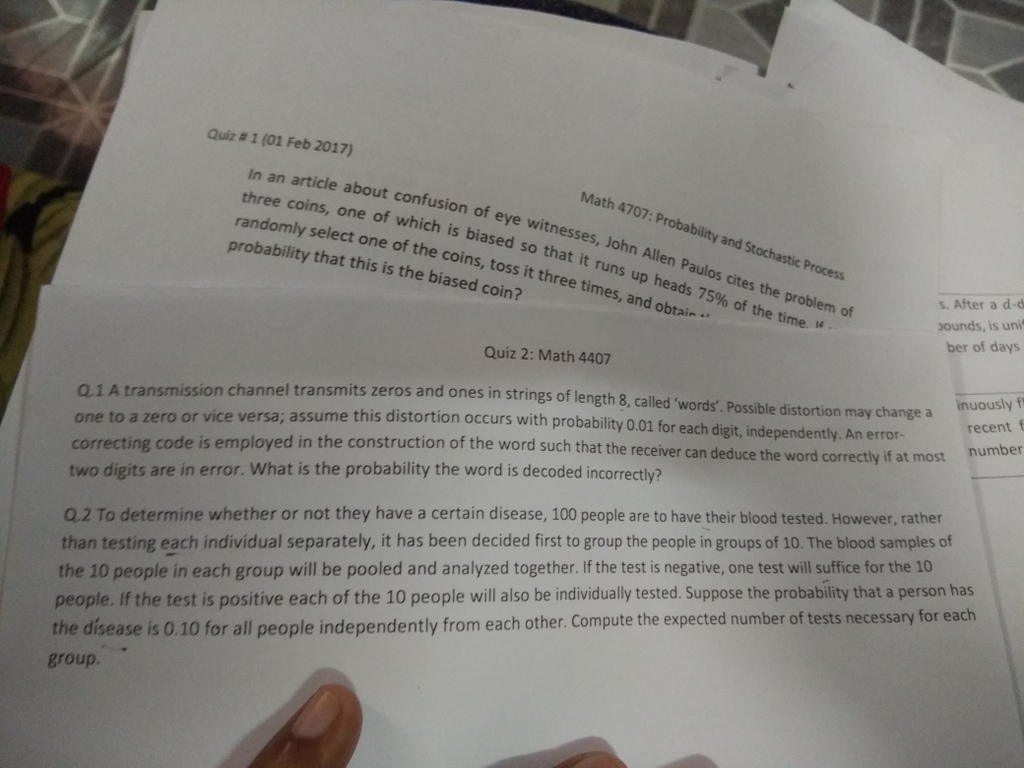 Quiz # 1 (01 Feb 2017)
Math 4707: Probability and Stochastic Process
In an article about confusion of eye witnesses, John Allen Paulos cites the problem of
three coins, one of which is biased so that it runs up heads 75% of the time. If
randomly select one of the coins, toss it three times, and obtain
probability that this is the biased coin?
Quiz 2: Math 4407
Q.1 A transmission channel transmits zeros and ones in strings of length 8, called ‘words’. Possible distortion may change a
one to a zero or vice versa; assume this distortion occurs with probability 0.01 for each digit, independently. An error-
correcting code is employed in the construction of the word such that the receiver can deduce the word correctly if at most
two digits are in error. What is the probability the word is decoded incorrectly?
Q.2 To determine whether or not they have a certain disease, 100 people are to have their blood tested. However, rather
than testing each individual separately, it has been decided first to group the people in groups of 10. The blood samples of
the 10 people in each group will be pooled and analyzed together. If the test is negative, one test will suffice for the 10
people. If the test is positive each of the 10 people will also be individually tested. Suppose the probability that a person has
the disease is 0.10 for all people independently from each other. Compute the expected number of tests necessary for each
group.
s. After a d-d
ounds, is uni
ber of days
inuously f
recent f
number